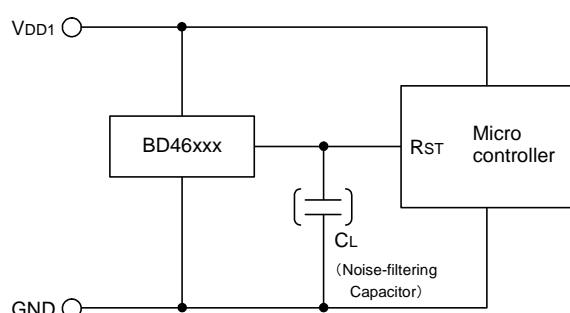 VDD1
BD46xxx
RST
Micro
controller
CL
（Noise-filtering
Capacitor）
GND